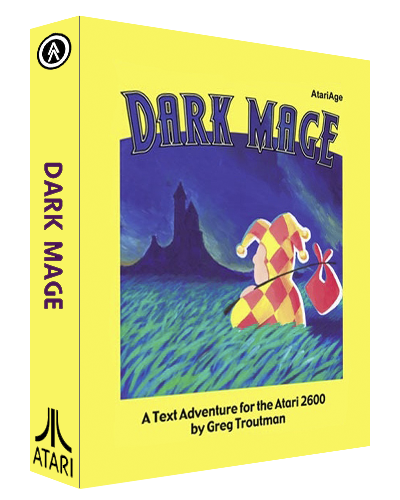 AtariAge
DARK MAGE
A Text Adventure for the Atari 2600
by Greg Troutman
DARK MAGE
ATARI